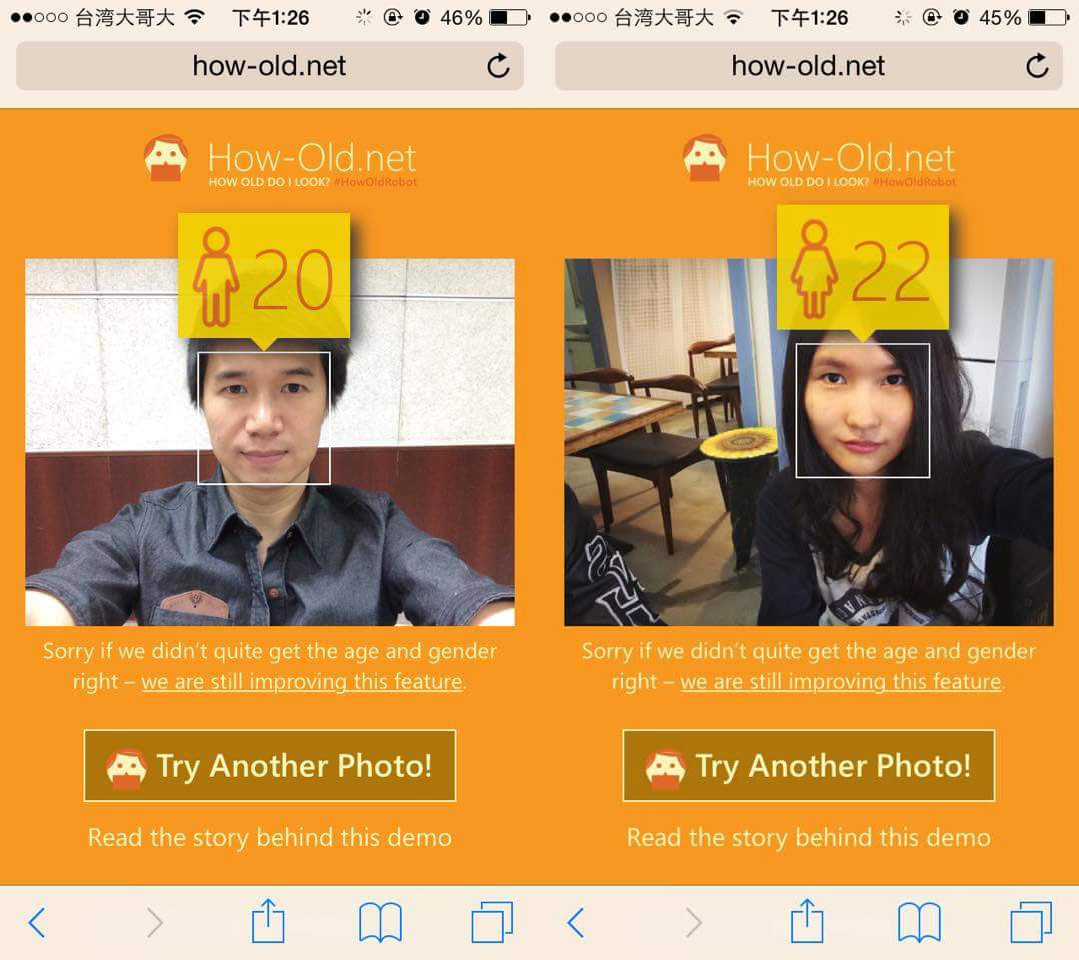 台湾大哥大 下午1:26 46%
how-old.net
How-Old.net
HOW OLD DO I LOOK? #HowOldRobot
20
Sorry if we didn't quite get the age and gender
right – we are still improving this feature.
Try Another Photo!
Read the story behind this demo
台湾大哥大 下午1:26 45%
how-old.net
How-Old.net
HOW OLD DO I LOOK? #HowOldRobot
22
Sorry if we didn't quite get the age and gender
right – we are still improving this feature.
Try Another Photo!
Read the story behind this demo